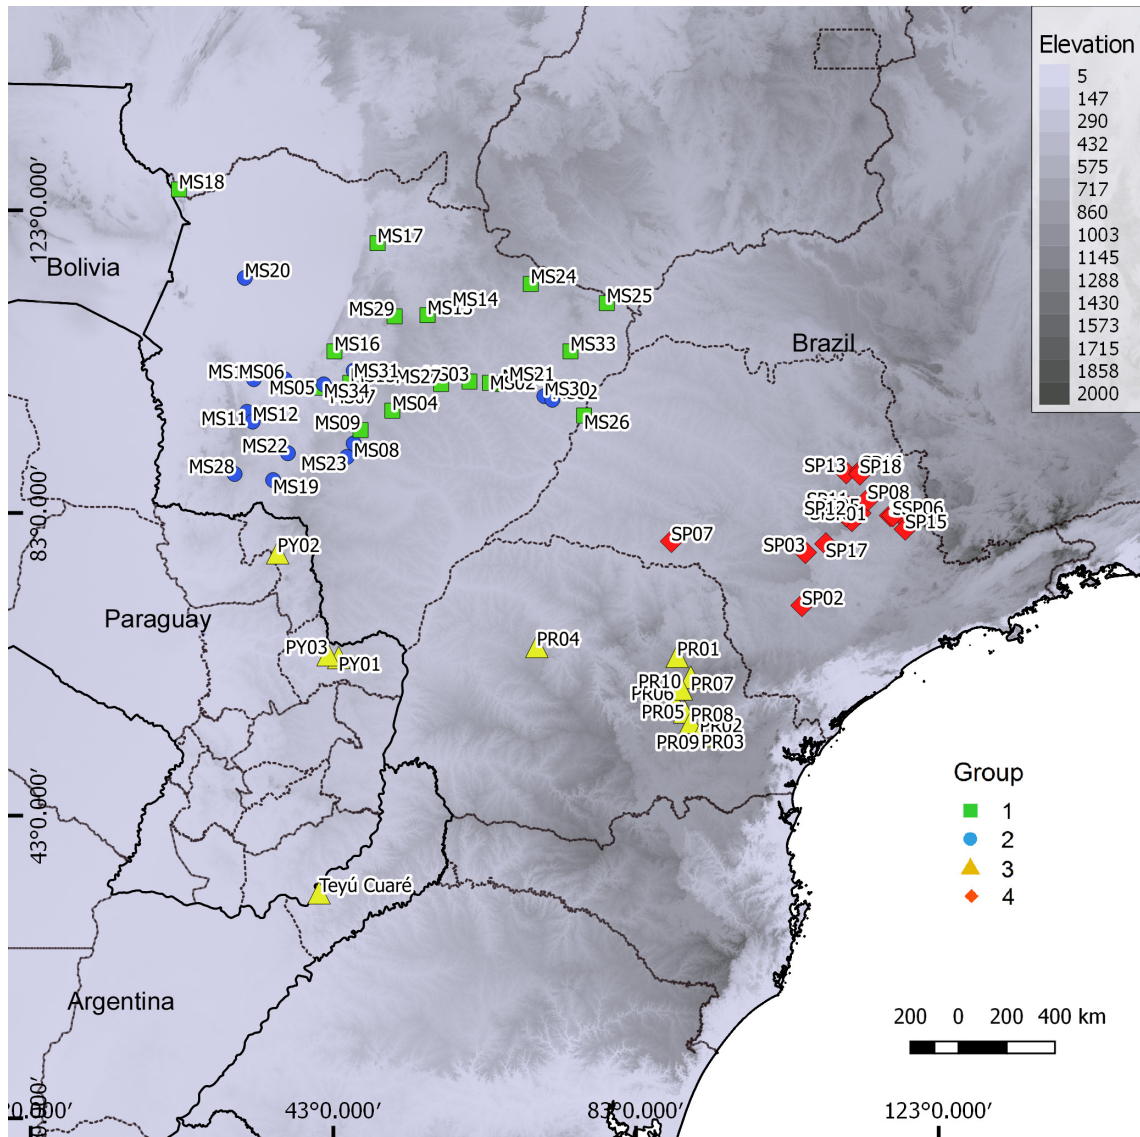 Elevation
5
147
290
432
575
717
860
1003
1145
1288
1430
1573
1715
1858
2000
123°0.000′
Bolivia
MS18
MS17
MS20
MS24
MS14
MS25
MS29
MS16
MS33
Brazil
MS06
MS31
MS21
MS05
MS27
MS30
MS34
MS04
MS11
MS12
MS09
MS26
MS22
MS08
MS23
MS28
MS19
SP13
SP18
SP08
SP12
SP06
SP15
83°0.000′
SP07
SP03
SP17
PY02
SP02
Paraguay
PY03
PY01
PR04
PR01
PR10
PR07
PR06
PR05
PR08
PR02
PR09
PR03
43°0.000′
Group
1
2
3
4
Teyú Cuaré
Argentina
200 0 200 400 km
43°0.000′
83°0.000′
123°0.000′